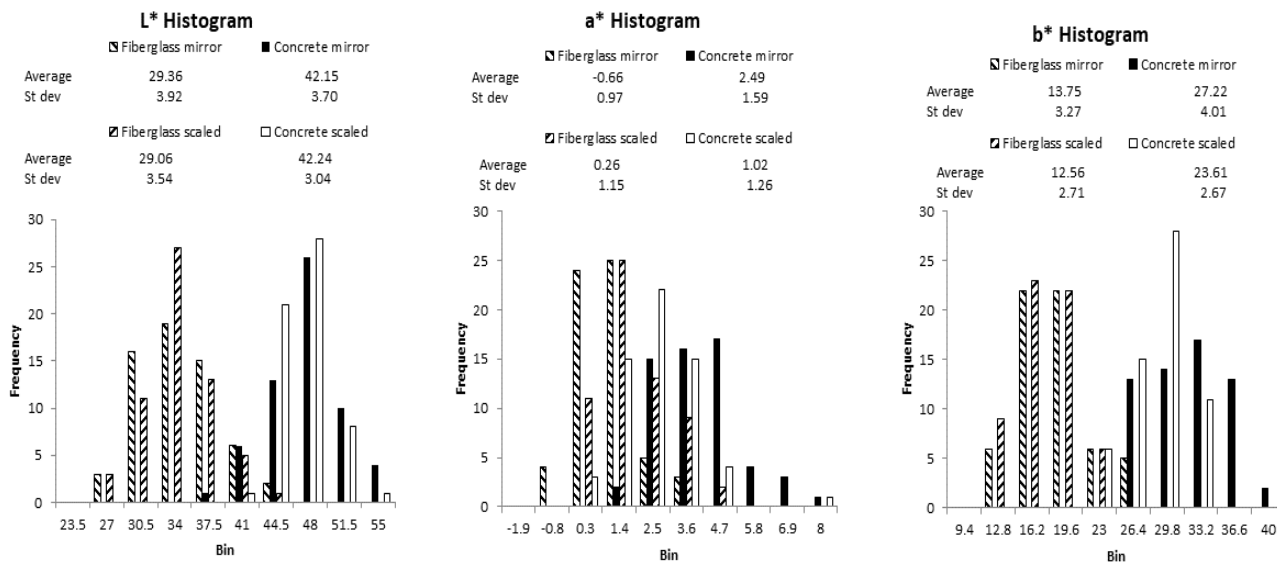 L* Histogram
Fiberglass mirror Concrete mirror
Average 29.36 42.15
St dev 3.92 3.70
Fiberglass scaled Concrete scaled
Average 29.06 42.24
St dev 3.54 3.04
30
25
20
15
10
5
0
Frequency
23.5 27 30.5 34 37.5 41 44.5 48 51.5 55
Bin
a* Histogram
Fiberglass mirror Concrete mirror
Average -0.66 2.49
St dev 0.97 1.59
Fiberglass scaled Concrete scaled
Average 0.26 1.02
St dev 1.15 1.26
30
25
20
15
10
5
0
Frequency
-1.9 -0.8 0.3 1.4 2.5 3.6 4.7 5.8 6.9 8
Bin
b* Histogram
Fiberglass mirror Concrete mirror
Average 13.75 27.22
St dev 3.27 4.01
Fiberglass scaled Concrete scaled
Average 12.56 23.61
St dev 2.71 2.67
30
25
20
15
10
5
0
Frequency
9.4 12.8 16.2 19.6 23 26.4 29.8 33.2 36.6 40
Bin